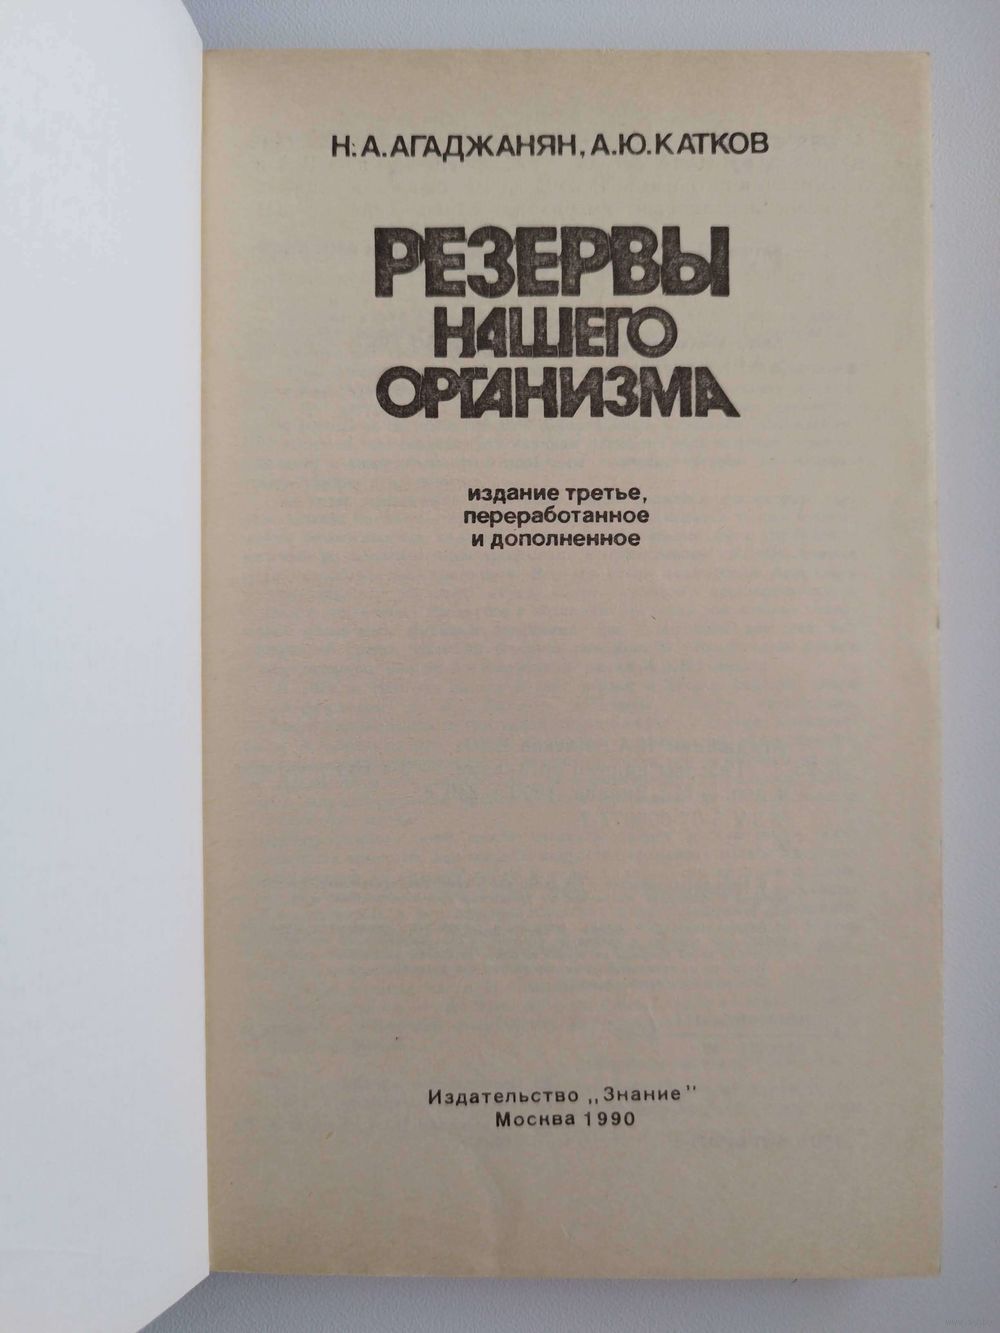 Н.А.АГАДЖАНЯН, А.Ю.КАТКОВ
РЕЗЕРВЫ
НАШЕГО
ОРГАНИЗМА
издание третье,
переработанное
и дополненное
Издательство „Знание"
Москва 1990